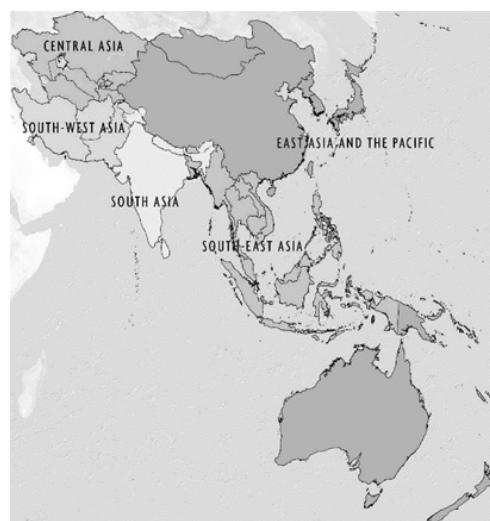 CENTRAL ASIA
SOUTH-WEST ASIA
EAST ASIA AND THE PACIFIC
SOUTH ASIA
SOUTH-EAST ASIA